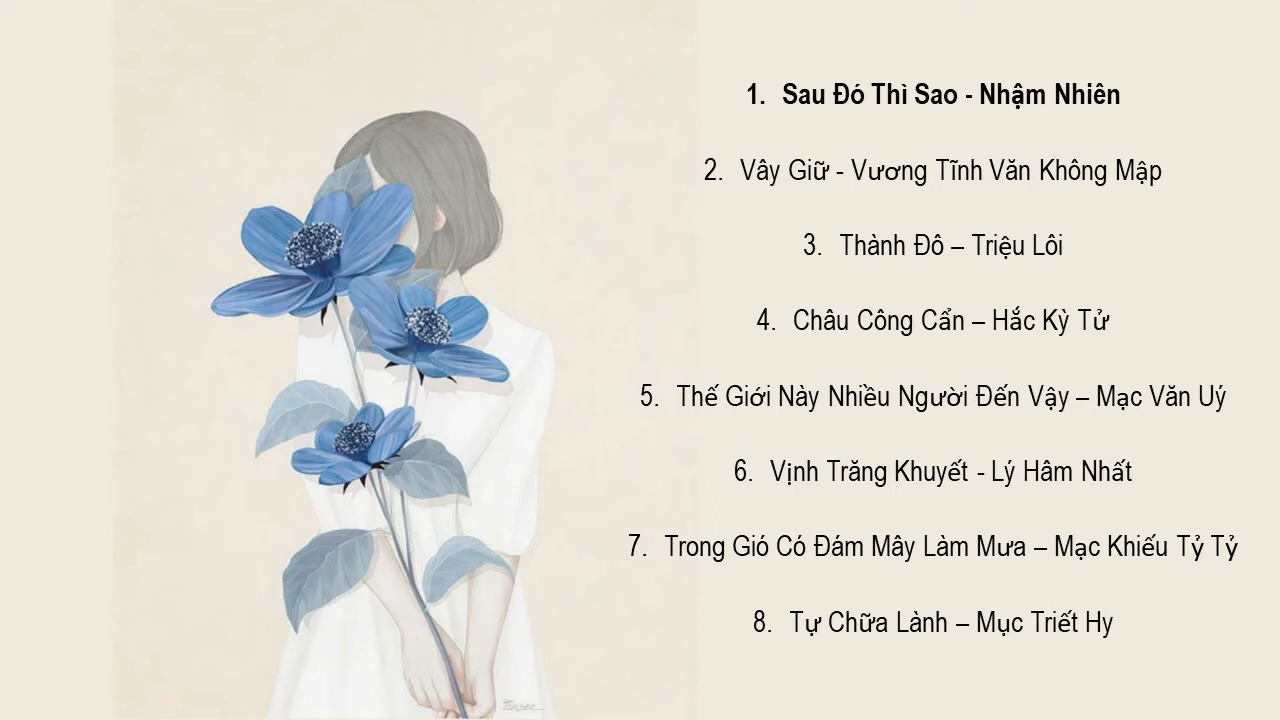 1. Sau Đó Thì Sao - Nhậm Nhiên
2. Vây Giữ - Vương Tĩnh Văn Không Mập
3. Thành Đô – Triệu Lôi
4. Châu Công Cẩn – Hắc Kỳ Tử
5. Thế Giới Này Nhiều Người Đến Vậy – Mạc Văn Uý
6. Vịnh Trăng Khuyết - Lý Hâm Nhất
7. Trong Gió Có Đám Mây Làm Mưa – Mạc Khiếu Tỷ Tỷ
8. Tự Chữa Lành – Mục Triết Hy